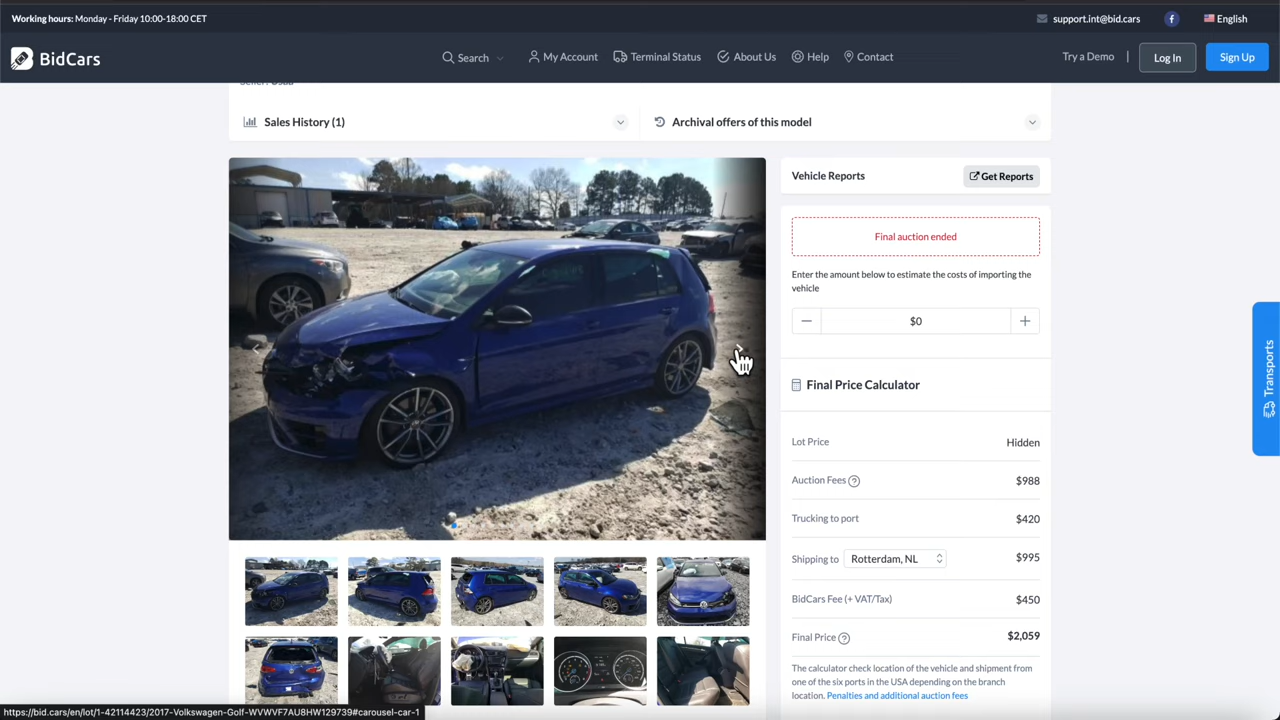 Working hours: Monday - Friday 10:00-18:00 CET
support.int@bid.cars
English
BidCars
Search
My Account
Terminal Status
About Us
Help
Contact
Try a Demo
Log In
Sign Up
Sales History (1)
Archival offers of this model
Vehicle Reports
Get Reports
Final auction ended
Enter the amount below to estimate the costs of importing the
vehicle
$0
Final Price Calculator
Lot Price Hidden
Auction Fees $988
Trucking to port $420
Shipping to Rotterdam, NL $995
BidCars Fee (+ VAT/Tax) $450
Final Price $2,059
The calculator check location of the vehicle and shipment from
one of the six ports in the USA depending on the branch
location. Penalties and additional auction fees
Transports
https://bid.cars/en/lot/1-42114423/2017-Volkswagen-Golf-WVWVF7AU8HW129739#carousel-car-1